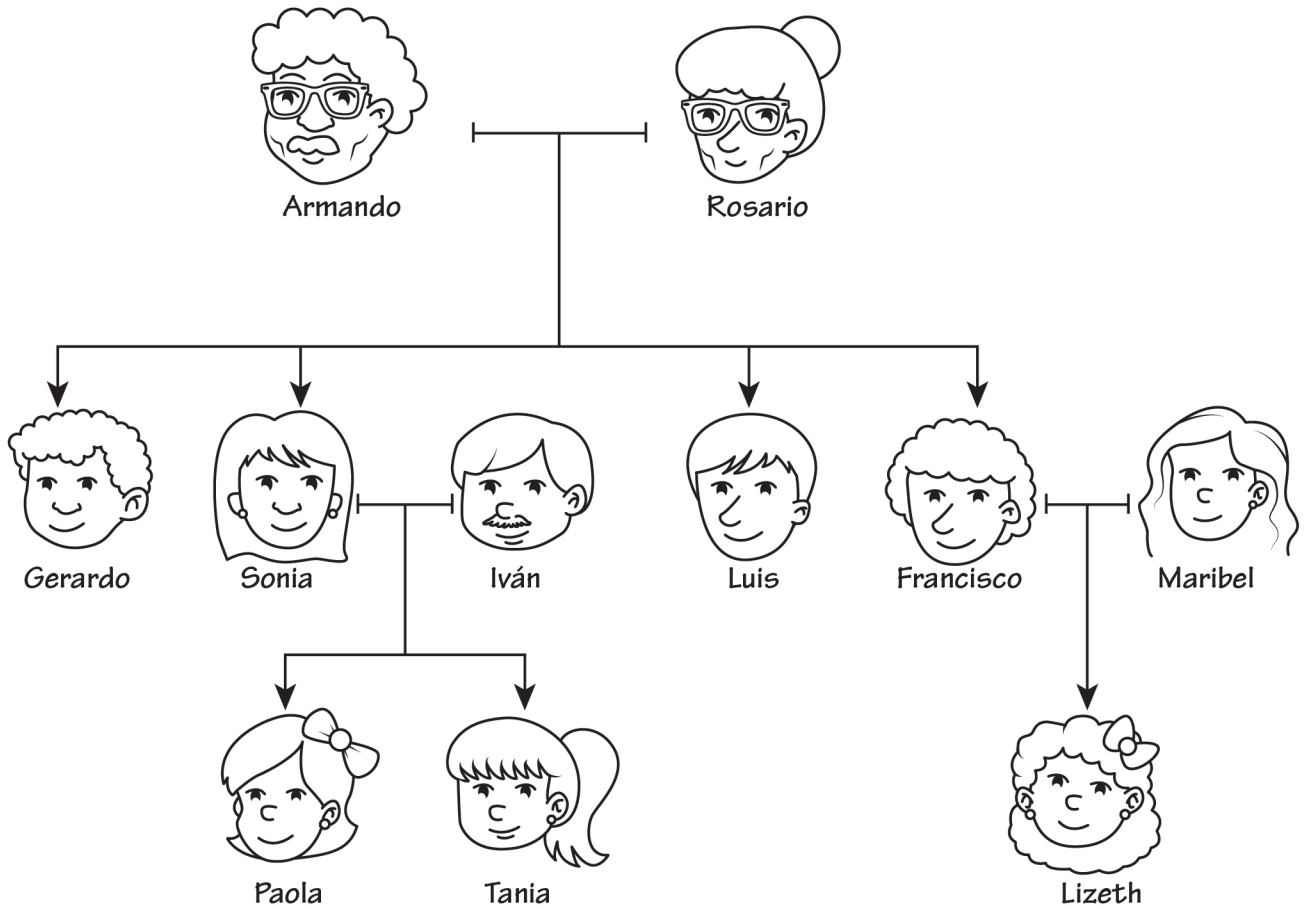 Armando
Rosario
Gerardo
Sonia
Iván
Luis
Francisco
Maribel
Paola
Tania
Lizeth